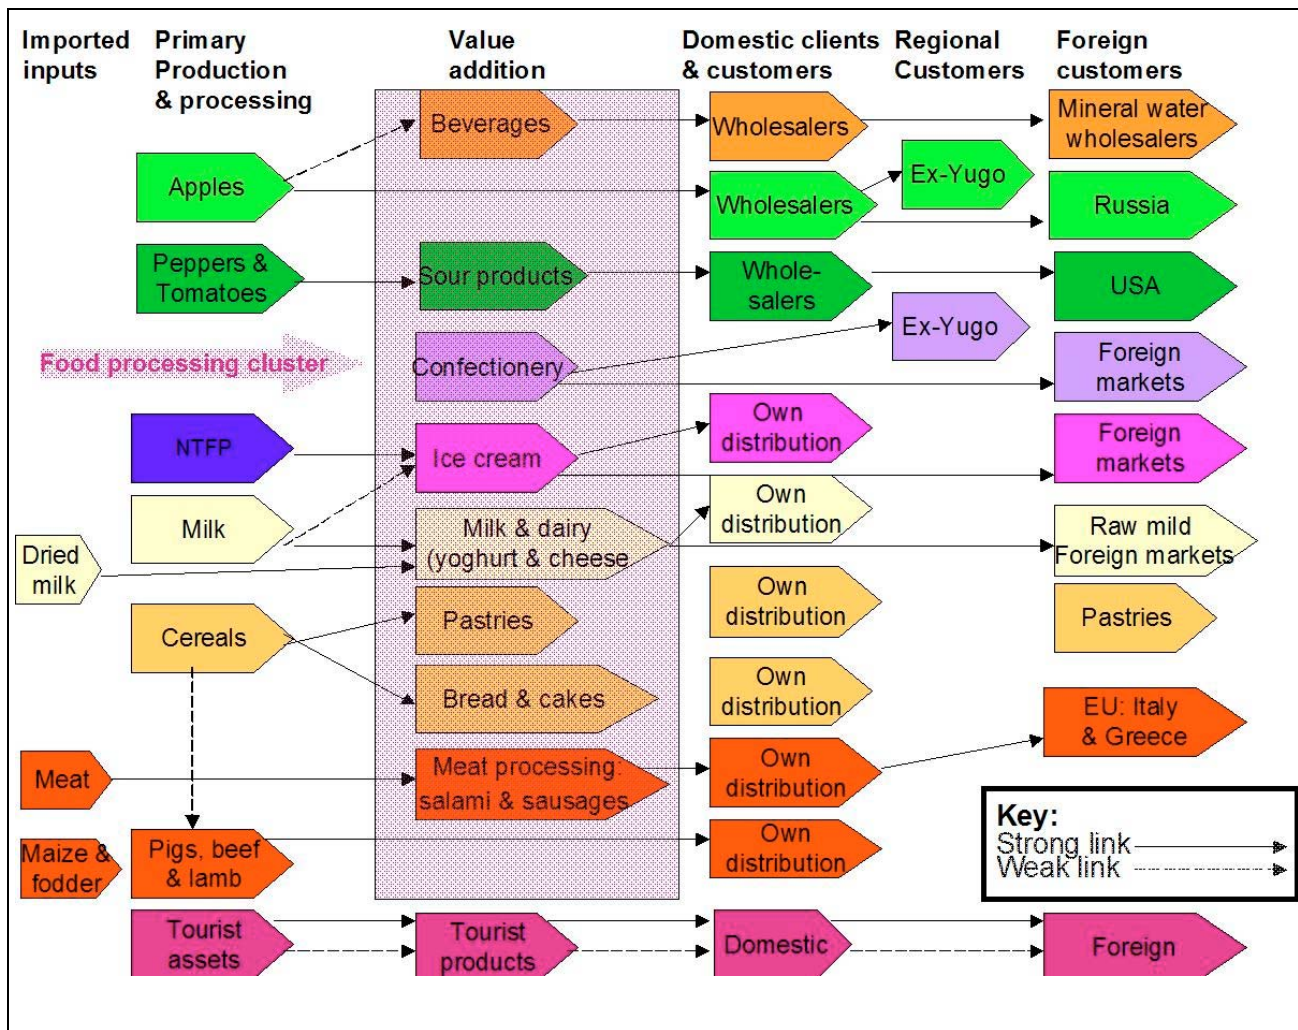 Imported
inputs
Primary
Production
& processing
Value
addition
Domestic clients
& customers
Regional
Customers
Foreign
customers
Beverages
Wholesalers
Mineral water
wholesalers
Apples
Wholesalers
Ex-Yugo
Russia
Peppers &
Tomatoes
Sour products
Whole-
salers
USA
Food processing cluster
Confectionery
Ex-Yugo
Foreign
markets
NTFP
Ice cream
Own
distribution
Foreign
markets
Milk
Milk & dairy
(yoghurt & cheese
Own
distribution
Raw mild
Foreign markets
Dried
milk
Cereals
Pastries
Own
distribution
Pastries
Bread & cakes
Own
distribution
EU: Italy
& Greece
Meat
Meat processing:
salami & sausages
Own
distribution
Maize &
fodder
Pigs, beef
& lamb
Own
distribution
Key:
Strong link
Weak link
Tourist
assets
Tourist
products
Domestic
Foreign